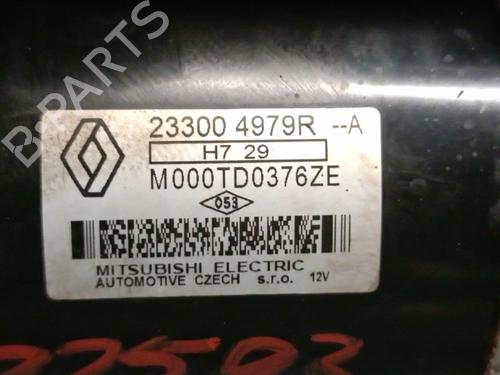 B-PARTS
23300 4979R --A
H7 29
M000TD0376ZE
053
MITSUBISHI ELECTRIC
AUTOMOTIVE CZECH s.r.o. 12V